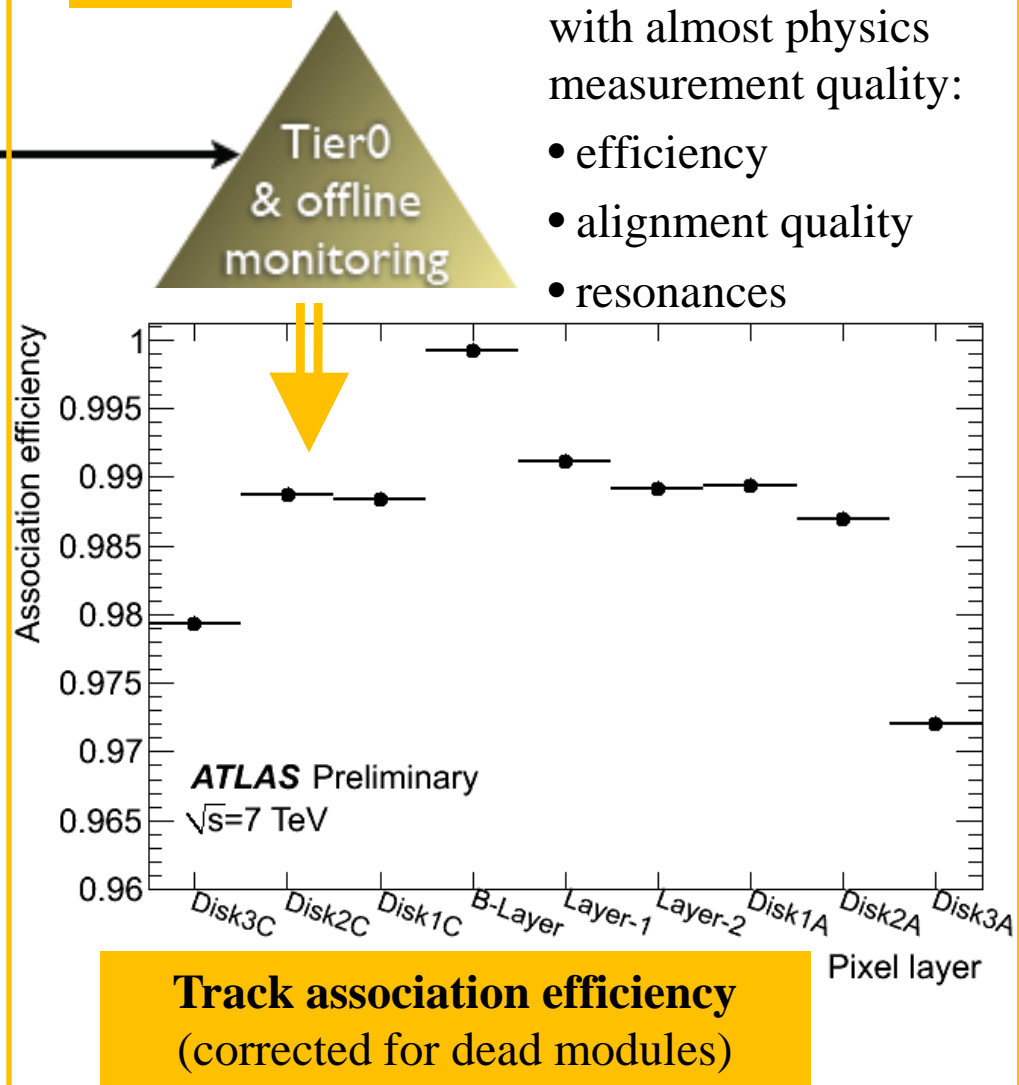 with almost physics
measurement quality:
• efficiency
• alignment quality
• resonances
Tier0
& offline
monitoring
Association efficiency
1
0.995
0.99
0.985
0.98
0.975
0.97
0.965
0.96
ATLAS Preliminary
√s=7 TeV
Disk3C Disk2C Disk1C B-Layer Layer-1 Layer-2 Disk1A Disk2A Disk3A
Pixel layer
Track association efficiency
(corrected for dead modules)